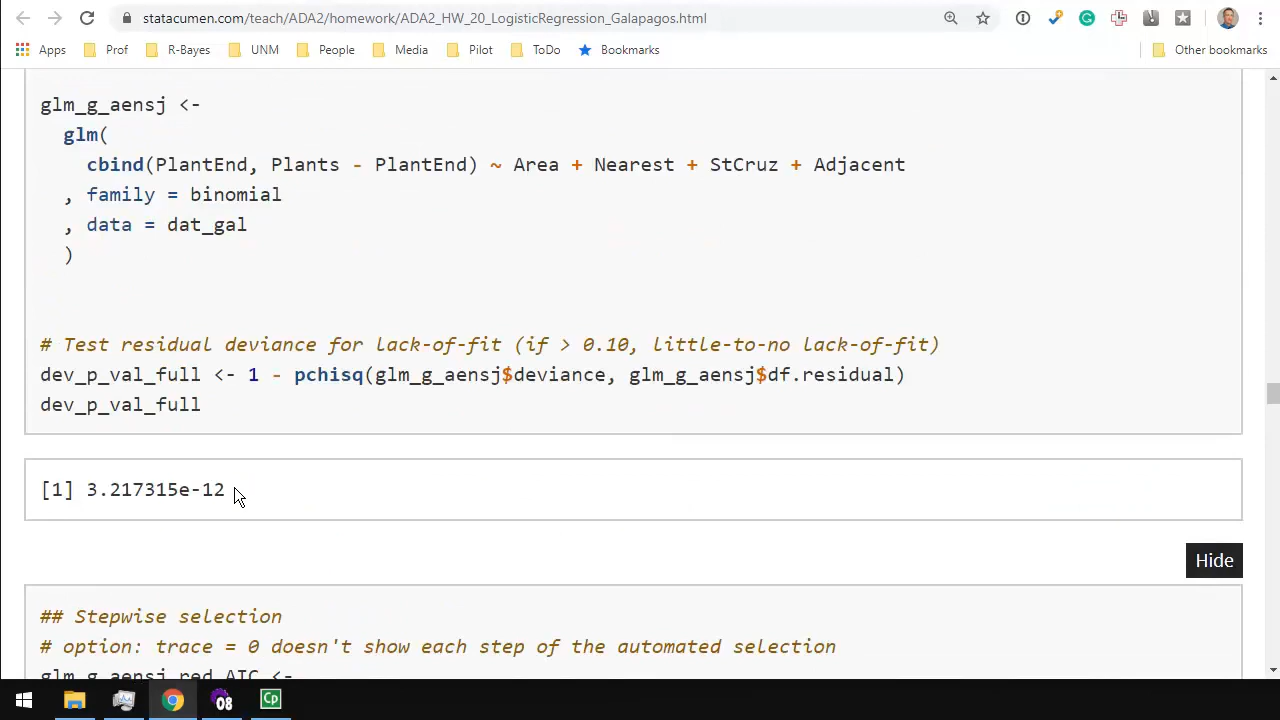 statacumen.com/teach/ADA2/homework/ADA2_HW_20_LogisticRegression_Galapagos.html
Apps Prof R-Bayes UNM People Media Pilot ToDo Bookmarks Other bookmarks
glm_g_aensj <-
glm(
cbind(PlantEnd, Plants - PlantEnd) ~ Area + Nearest + StCruz + Adjacent
, family = binomial
, data = dat_gal
)
# Test residual deviance for lack-of-fit (if > 0.10, little-to-no lack-of-fit)
dev_p_val_full <- 1 - pchisq(glm_g_aensj$deviance, glm_g_aensj$df.residual)
dev_p_val_full
[1] 3.217315e-12
Hide
## Stepwise selection
# option: trace = 0 doesn't show each step of the automated selection
glm_g_aensj_red_AIC <-
08
Cp